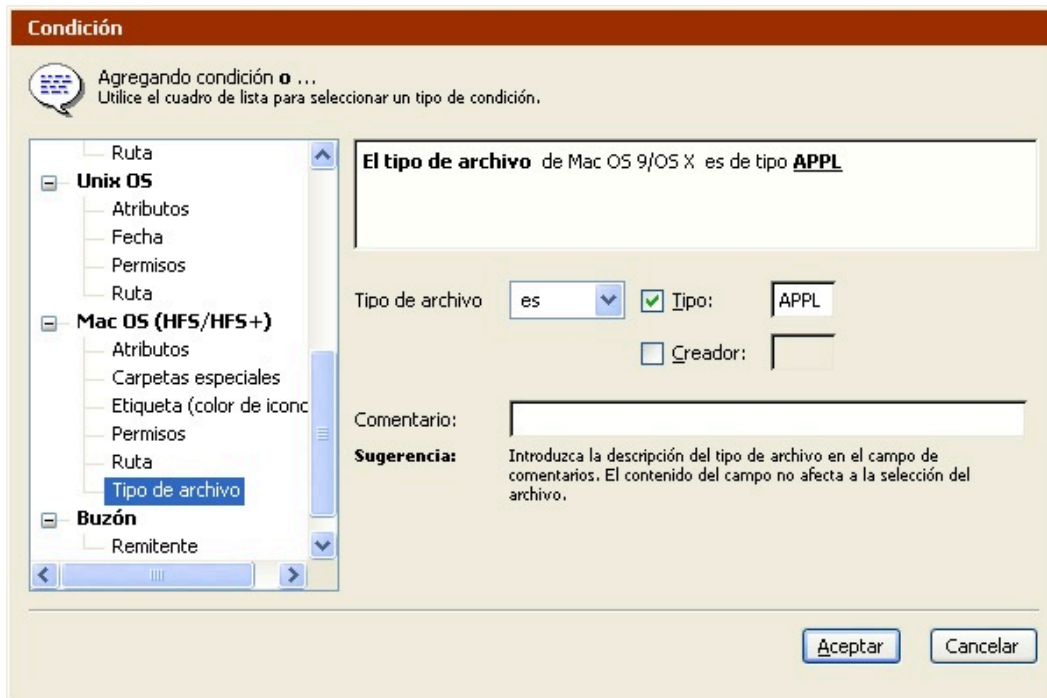 Condición
Agregando condición o ...
Utilice el cuadro de lista para seleccionar un tipo de condición.
Ruta
Unix OS
Atributos
Fecha
Permisos
Ruta
Mac OS (HFS/HFS+)
Atributos
Carpetas especiales
Etiqueta (color de icono
Permisos
Ruta
Tipo de archivo
Buzón
Remitente
El tipo de archivo de Mac OS 9/OS X es de tipo APPL
Tipo de archivo es Tipo: APPL
Creador:
Comentario:
Sugerencia: Introduzca la descripción del tipo de archivo en el campo de
comentarios. El contenido del campo no afecta a la selección del
archivo.
Aceptar Cancelar